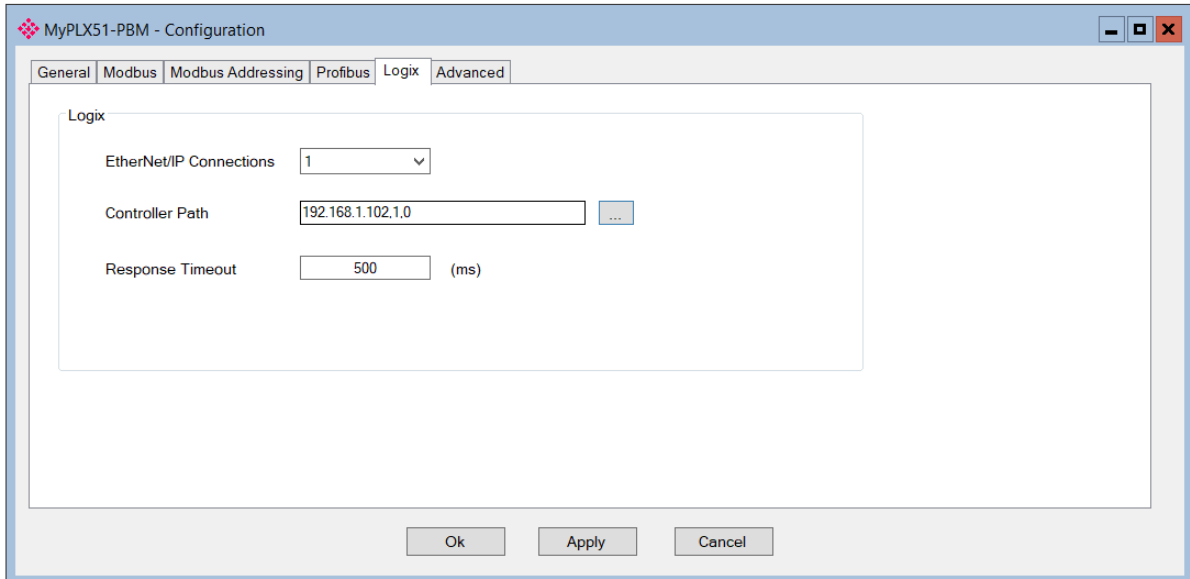 MyPLX51-PBM - Configuration
General Modbus Modbus Addressing Profibus Logix Advanced
Logix
EtherNet/IP Connections 1
Controller Path 192.168.1.102,1,0 ...
Response Timeout 500 (ms)
Ok Apply Cancel